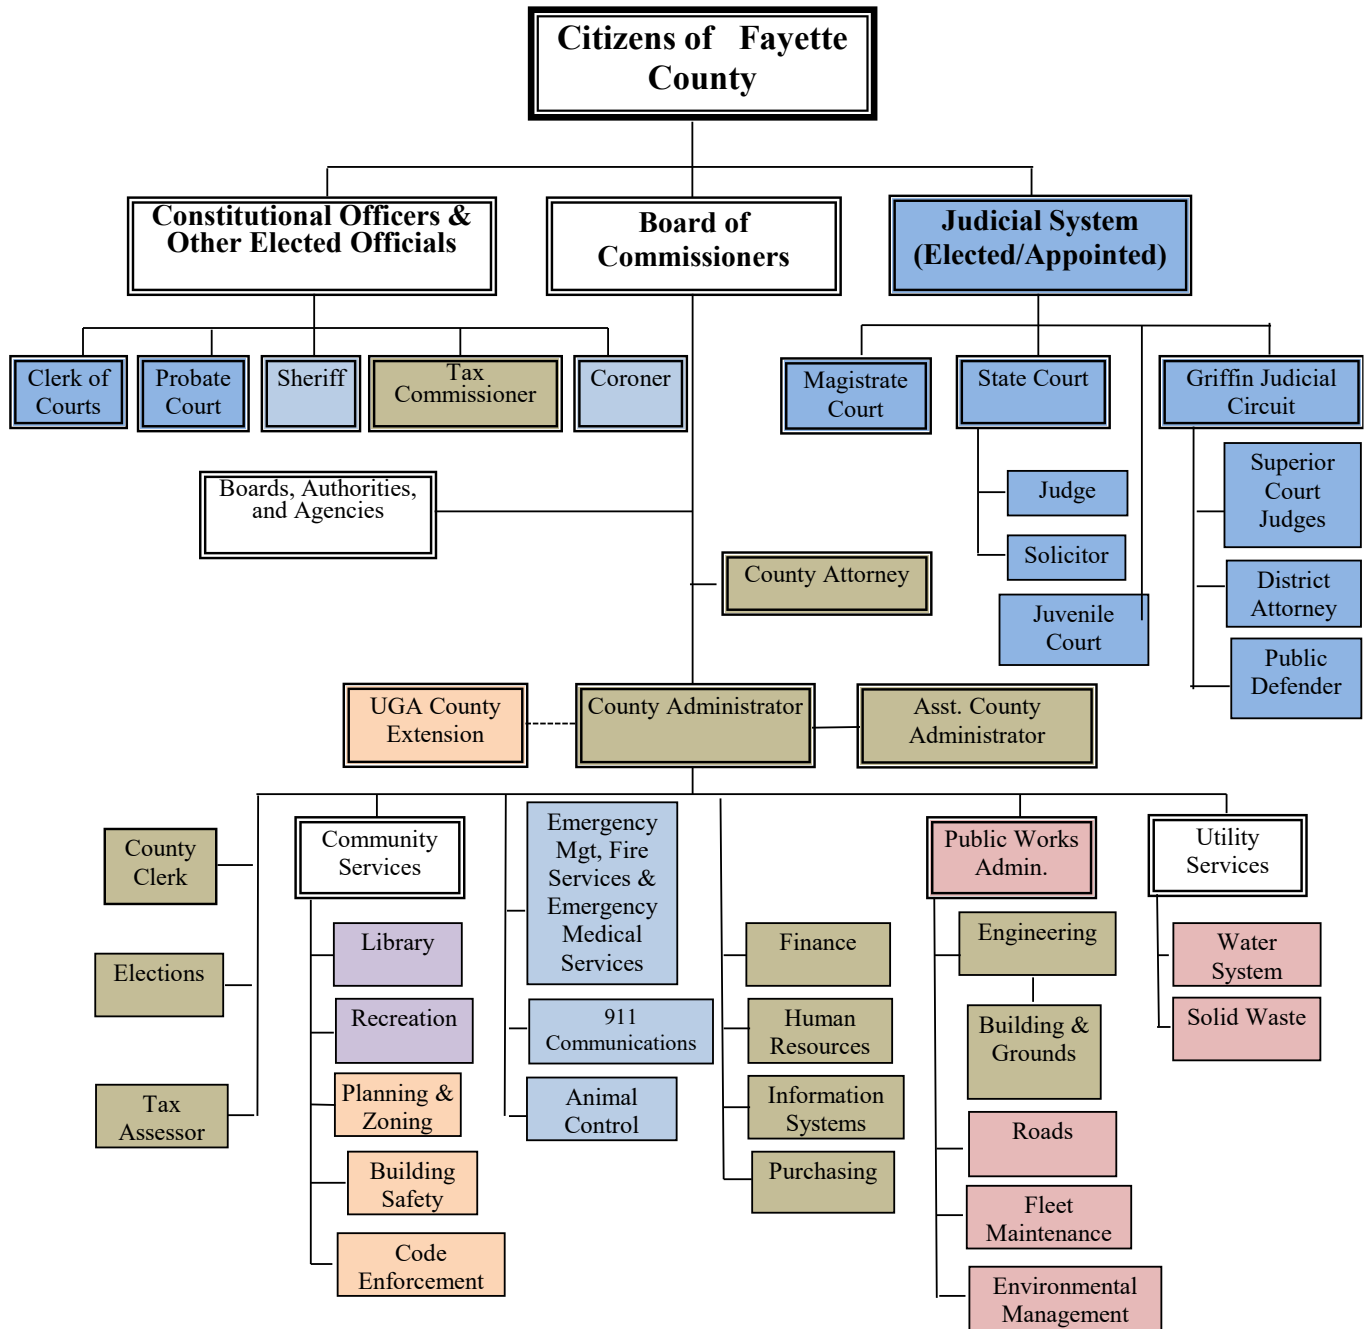 Citizens of Fayette
County
Constitutional Officers &
Other Elected Officials
Board of
Commissioners
Judicial System
(Elected/Appointed)
Clerk of
Courts
Probate
Court
Sheriff
Tax
Commissioner
Coroner
Magistrate
Court
State Court
Griffin Judicial
Circuit
Judge
Solicitor
Juvenile
Court
Superior
Court
Judges
District
Attorney
Public
Defender
Boards, Authorities,
and Agencies
County Attorney
UGA County
Extension
County Administrator
Asst. County
Administrator
County
Clerk
Elections
Tax
Assessor
Community
Services
Library
Recreation
Planning &
Zoning
Building
Safety
Code
Enforcement
Emergency
Mgt, Fire
Services &
Emergency
Medical
Services
911
Communications
Animal
Control
Finance
Human
Resources
Information
Systems
Purchasing
Public Works
Admin.
Engineering
Building &
Grounds
Roads
Fleet
Maintenance
Environmental
Management
Utility
Services
Water
System
Solid Waste